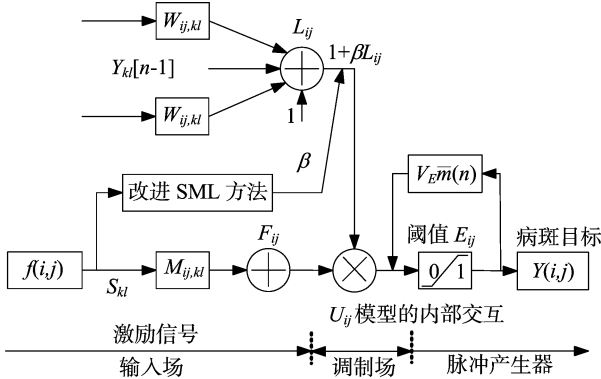 W_{ij,kl}
L_{ij}
1+βL_{ij}
Y_{kl}[n-1]
W_{ij,kl}
1
β
改进 SML 方法
V_E m̅(n)
F_{ij}
阈值 E_{ij}
病斑目标
f(i,j)
S_{kl}
M_{ij,kl}
0 1
Y(i,j)
U_{ij} 模型的内部交互
激励信号
输入场
调制场
脉冲产生器